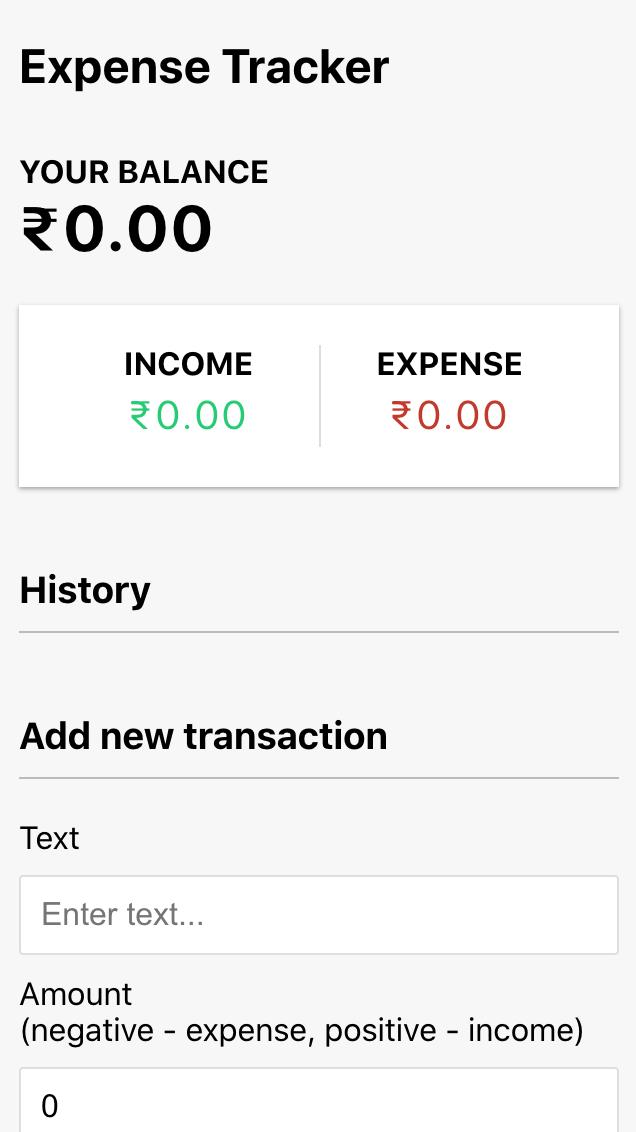 Expense Tracker
YOUR BALANCE
₹0.00
INCOME
EXPENSE
₹0.00
₹0.00
History
Add new transaction
Text
Enter text...
Amount
(negative - expense, positive - income)
0